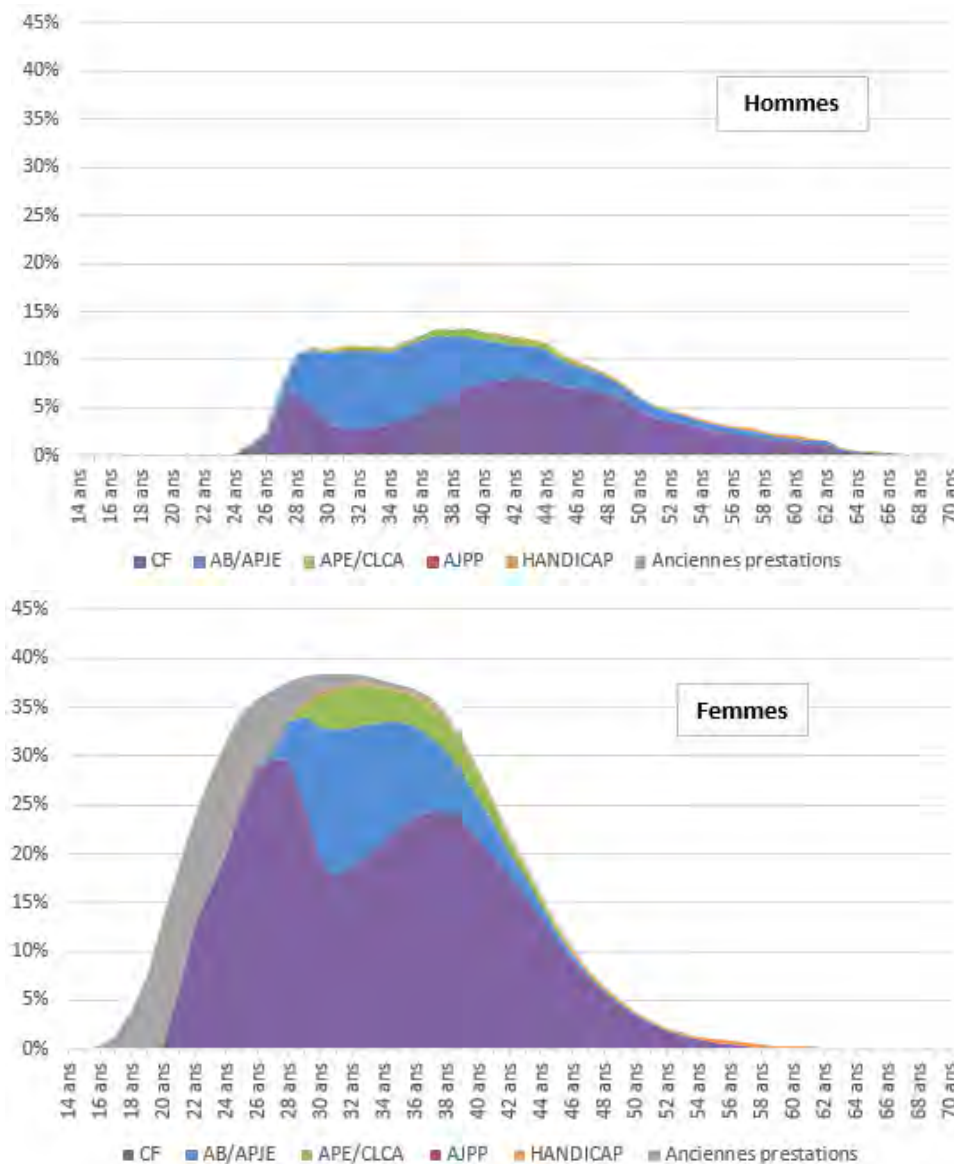 45%
40%
35%
30%
25%
20%
15%
10%
5%
0%
Hommes
14 ans
16 ans
18 ans
20 ans
22 ans
24 ans
26 ans
28 ans
30 ans
32 ans
34 ans
36 ans
38 ans
40 ans
42 ans
44 ans
46 ans
48 ans
50 ans
52 ans
54 ans
56 ans
58 ans
60 ans
62 ans
64 ans
66 ans
68 ans
70 ans
CF AB/APJE APE/CLCA AJPP HANDICAP Anciennes prestations
45%
40%
35%
30%
25%
20%
15%
10%
5%
0%
Femmes
14 ans
16 ans
18 ans
20 ans
22 ans
24 ans
26 ans
28 ans
30 ans
32 ans
34 ans
36 ans
38 ans
40 ans
42 ans
44 ans
46 ans
48 ans
50 ans
52 ans
54 ans
56 ans
58 ans
60 ans
62 ans
64 ans
66 ans
68 ans
70 ans
CF AB/APJE APE/CLCA AJPP HANDICAP Anciennes prestations